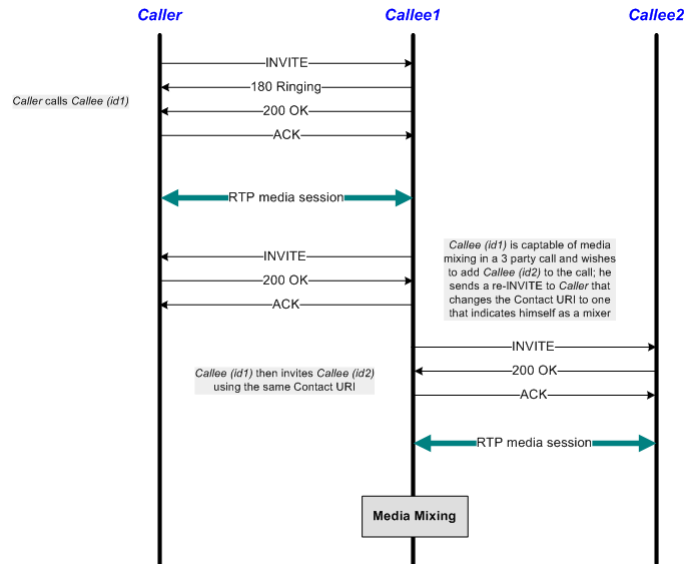 Caller Callee1 Callee2
INVITE
180 Ringing
Caller calls Callee (id1)
200 OK
ACK
RTP media session
INVITE
200 OK
ACK
Callee (id1) is captable of media
mixing in a 3 party call and wishes
to add Callee (id2) to the call; he
sends a re-INVITE to Caller that
changes the Contact URI to one
that indicates himself as a mixer
INVITE
200 OK
ACK
Callee (id1) then invites Callee (id2)
using the same Contact URI
RTP media session
Media Mixing